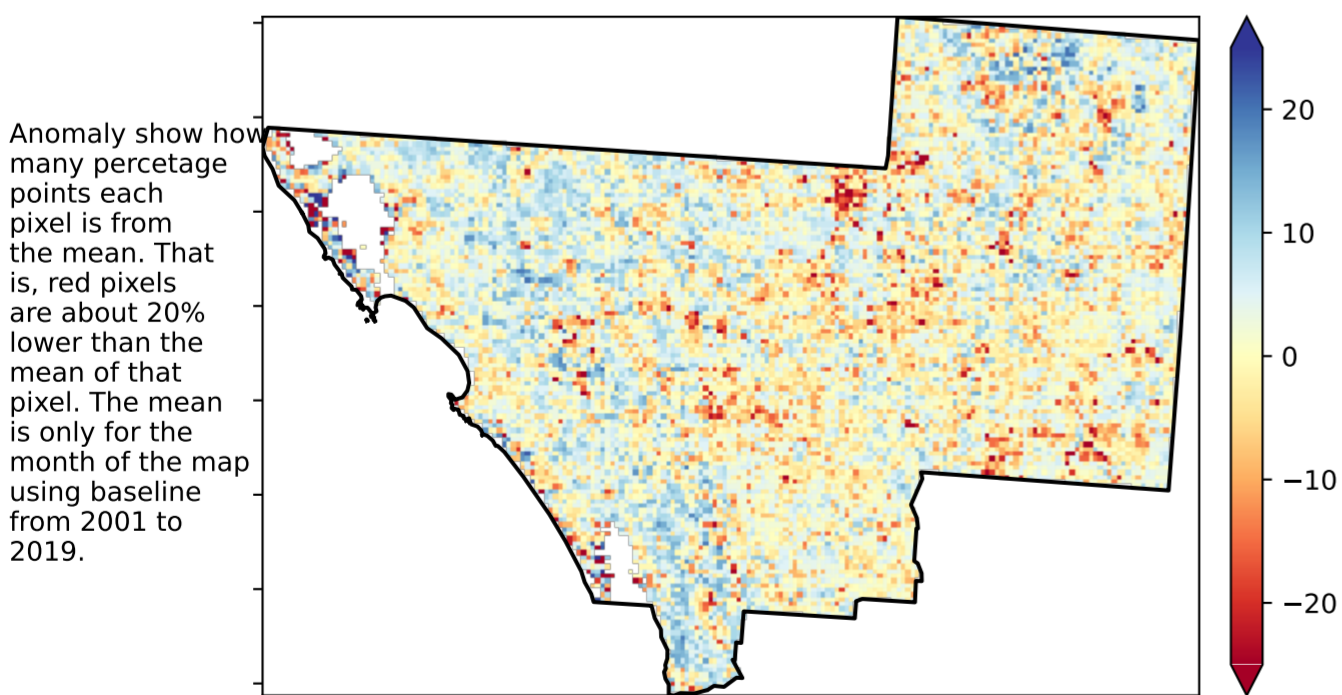 Anomaly show how
many percetage
points each
pixel is from
the mean. That
is, red pixels
are about 20%
lower than the
mean of that
pixel. The mean
is only for the
month of the map
using baseline
from 2001 to
2019.
20
10
0
−10
−20